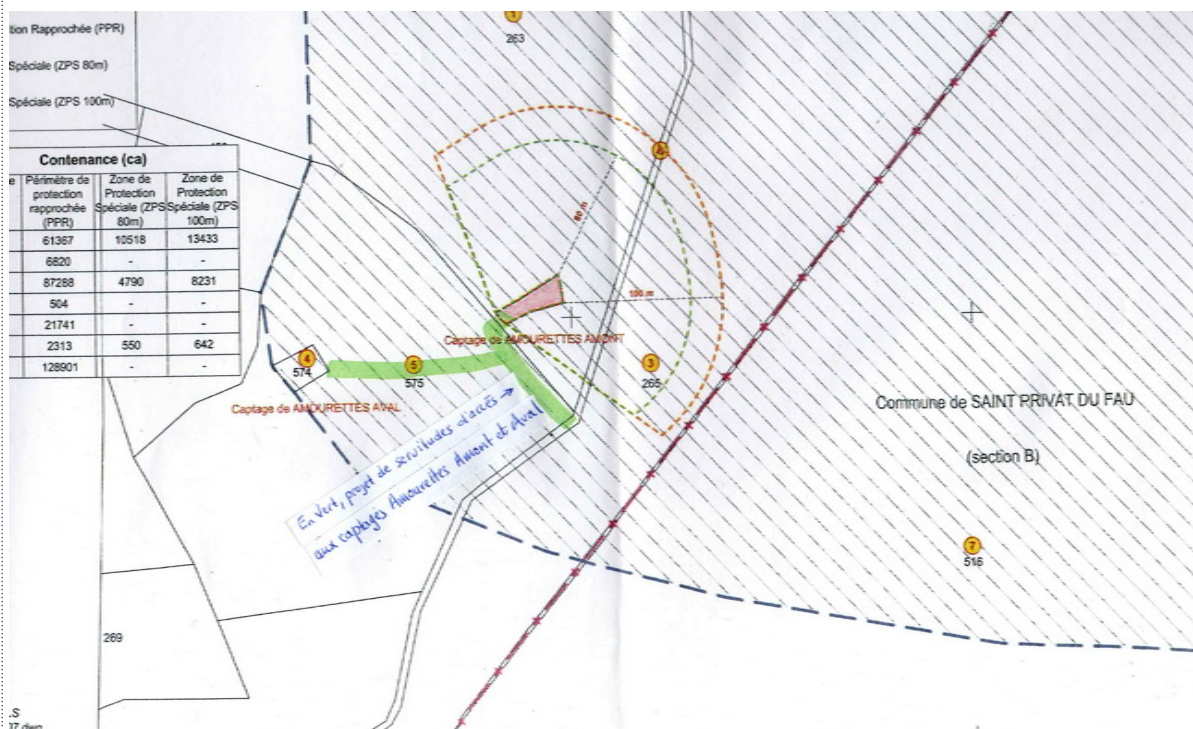 tion Rapprochée (PPR)
Spéciale (ZPS 80m)
Spéciale (ZPS 100m)
Contenance (ca)
e
Périmètre de protection rapprochée (PPR)
Zone de Protection Spéciale (ZPS 80m)
Zone de Protection Spéciale (ZPS 100m)
61367 10518 13433
6820 - -
87288 4790 8231
504 - -
21741 - -
2313 550 642
128901 - -
1
263
80 m
100 m
Captage de AMOURETTES AMONT
4
574
5
575
3
265
Captage de AMOURETTES AVAL
En Vert, projet de servitudes d'accès →
aux captages Amourettes Amont et Aval
Commune de SAINT PRIVAT DU FAU
(section B)
7
516
269
.S
07.dwg